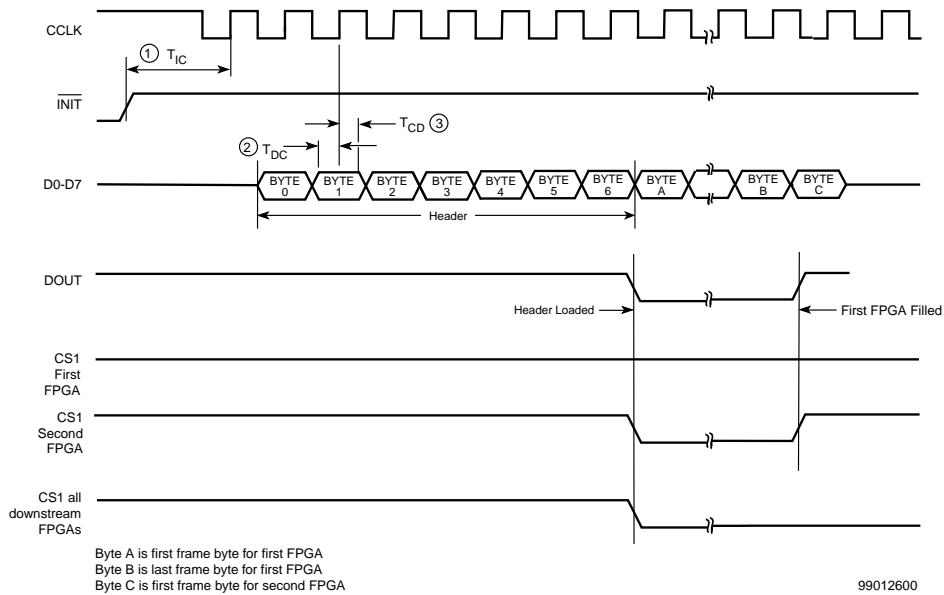 CCLK
① T_IC
INIT
T_CD ③
② T_DC
D0-D7
BYTE 0 BYTE 1 BYTE 2 BYTE 3 BYTE 4 BYTE 5 BYTE 6 BYTE A BYTE B BYTE C
Header
DOUT
Header Loaded
First FPGA Filled
CS1
First
FPGA
CS1
Second
FPGA
CS1 all
downstream
FPGAs
Byte A is first frame byte for first FPGA
Byte B is last frame byte for first FPGA
Byte C is first frame byte for second FPGA
99012600